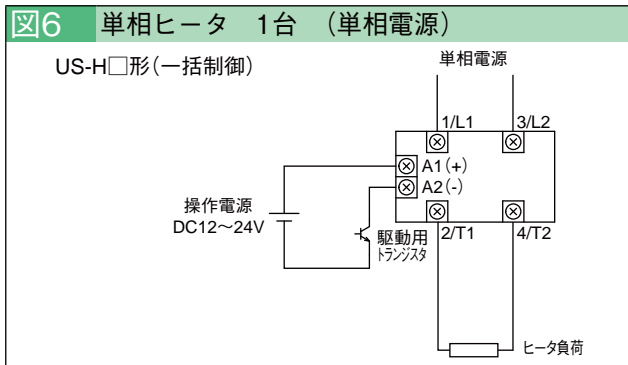 図6 単相ヒータ 1台 (単相電源)
US-H□形(一括制御)
単相電源
1/L1 3/L2
A1(+)
A2(-)
操作電源
DC12～24V
駆動用
トランジスタ
2/T1 4/T2
ヒータ負荷